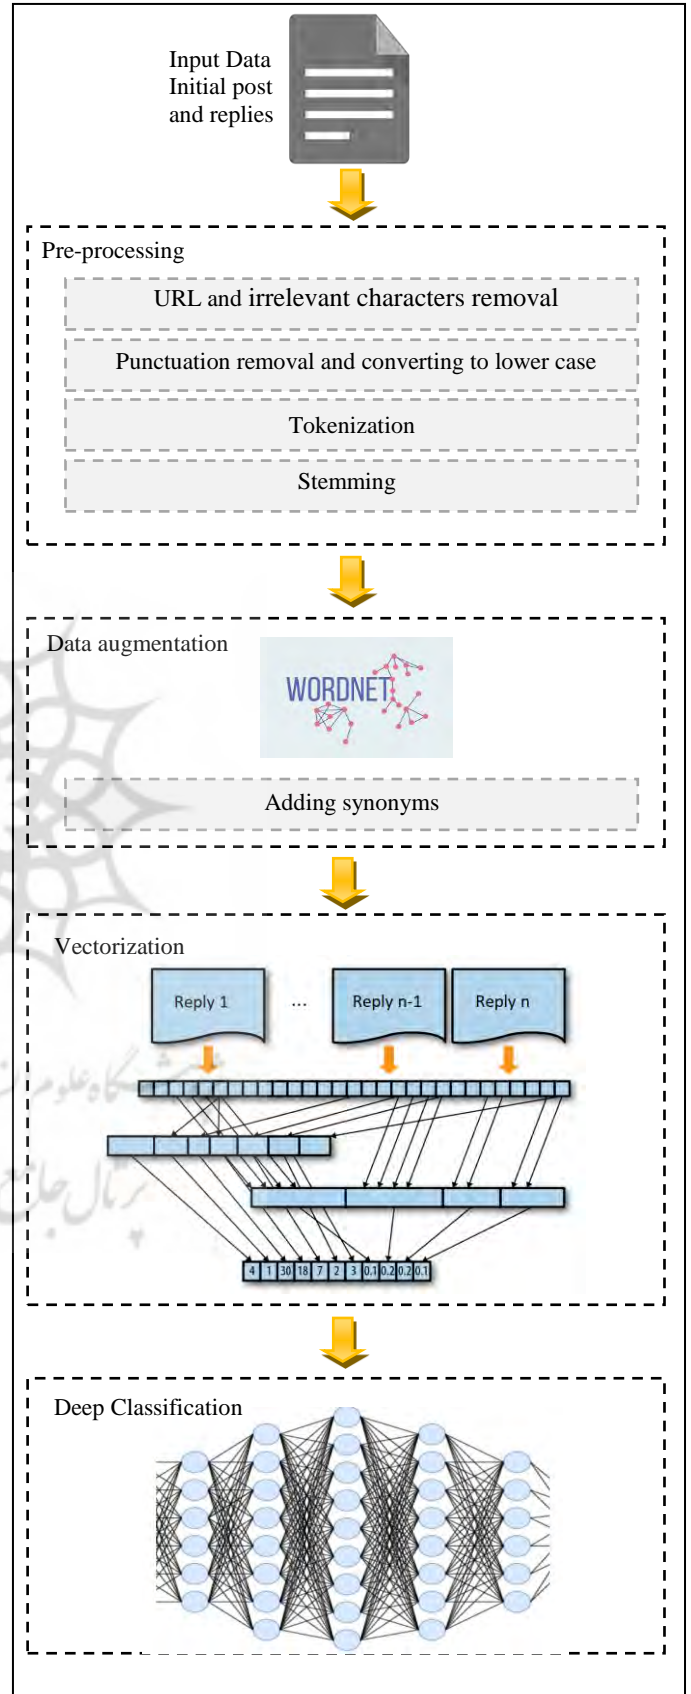 Input Data
Initial post
and replies
Pre-processing
URL and irrelevant characters removal
Punctuation removal and converting to lower case
Tokenization
Stemming
Data augmentation
WORDNET
Adding synonyms
Vectorization
Reply 1 ... Reply n-1 Reply n
4 1 30 18 7 2 3 0.1 0.2 0.2 0.1
Deep Classification